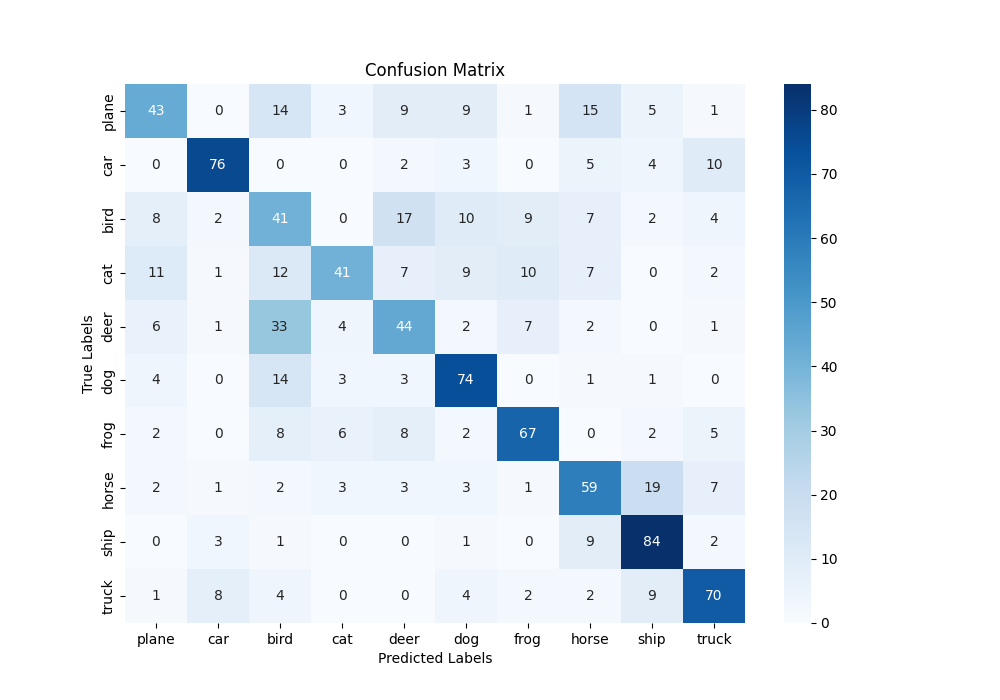 Confusion Matrix
plane 43 0 14 3 9 9 1 15 5 1
car 0 76 0 0 2 3 0 5 4 10
bird 8 2 41 0 17 10 9 7 2 4
cat 11 1 12 41 7 9 10 7 0 2
deer 6 1 33 4 44 2 7 2 0 1
dog 4 0 14 3 3 74 0 1 1 0
frog 2 0 8 6 8 2 67 0 2 5
horse 2 1 2 3 3 3 1 59 19 7
ship 0 3 1 0 0 1 0 9 84 2
truck 1 8 4 0 0 4 2 2 9 70
plane car bird cat deer dog frog horse ship truck
Predicted Labels
True Labels
80
70
60
50
40
30
20
10
0